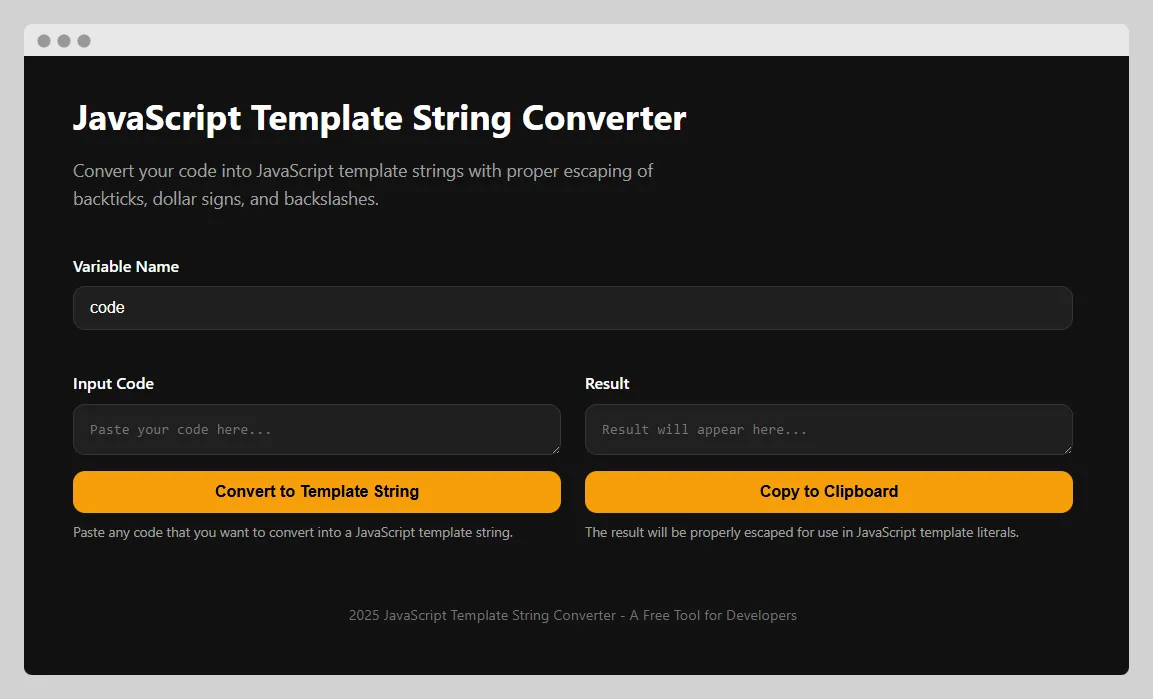 JavaScript Template String Converter
Convert your code into JavaScript template strings with proper escaping of
backticks, dollar signs, and backslashes.
Variable Name
code
Input Code
Paste your code here...
Convert to Template String
Paste any code that you want to convert into a JavaScript template string.
Result
Result will appear here...
Copy to Clipboard
The result will be properly escaped for use in JavaScript template literals.
2025 JavaScript Template String Converter - A Free Tool for Developers